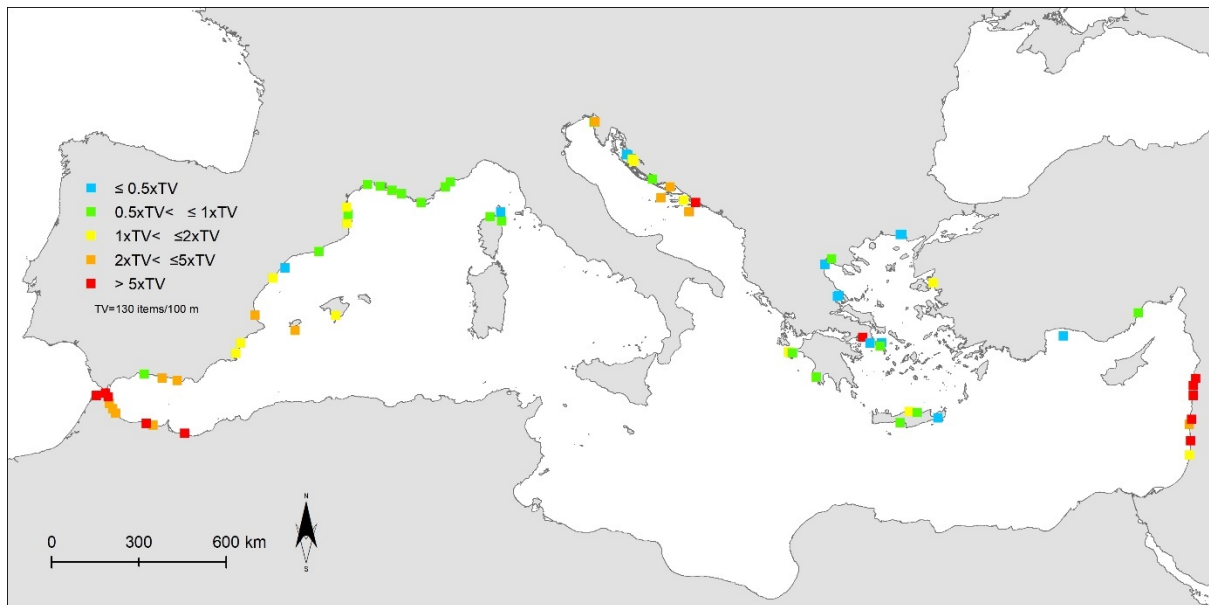 ≤ 0.5xTV
0.5xTV< ≤ 1xTV
1xTV< ≤2xTV
2xTV< ≤5xTV
> 5xTV
TV=130 items/100 m
N
S
0 300 600 km